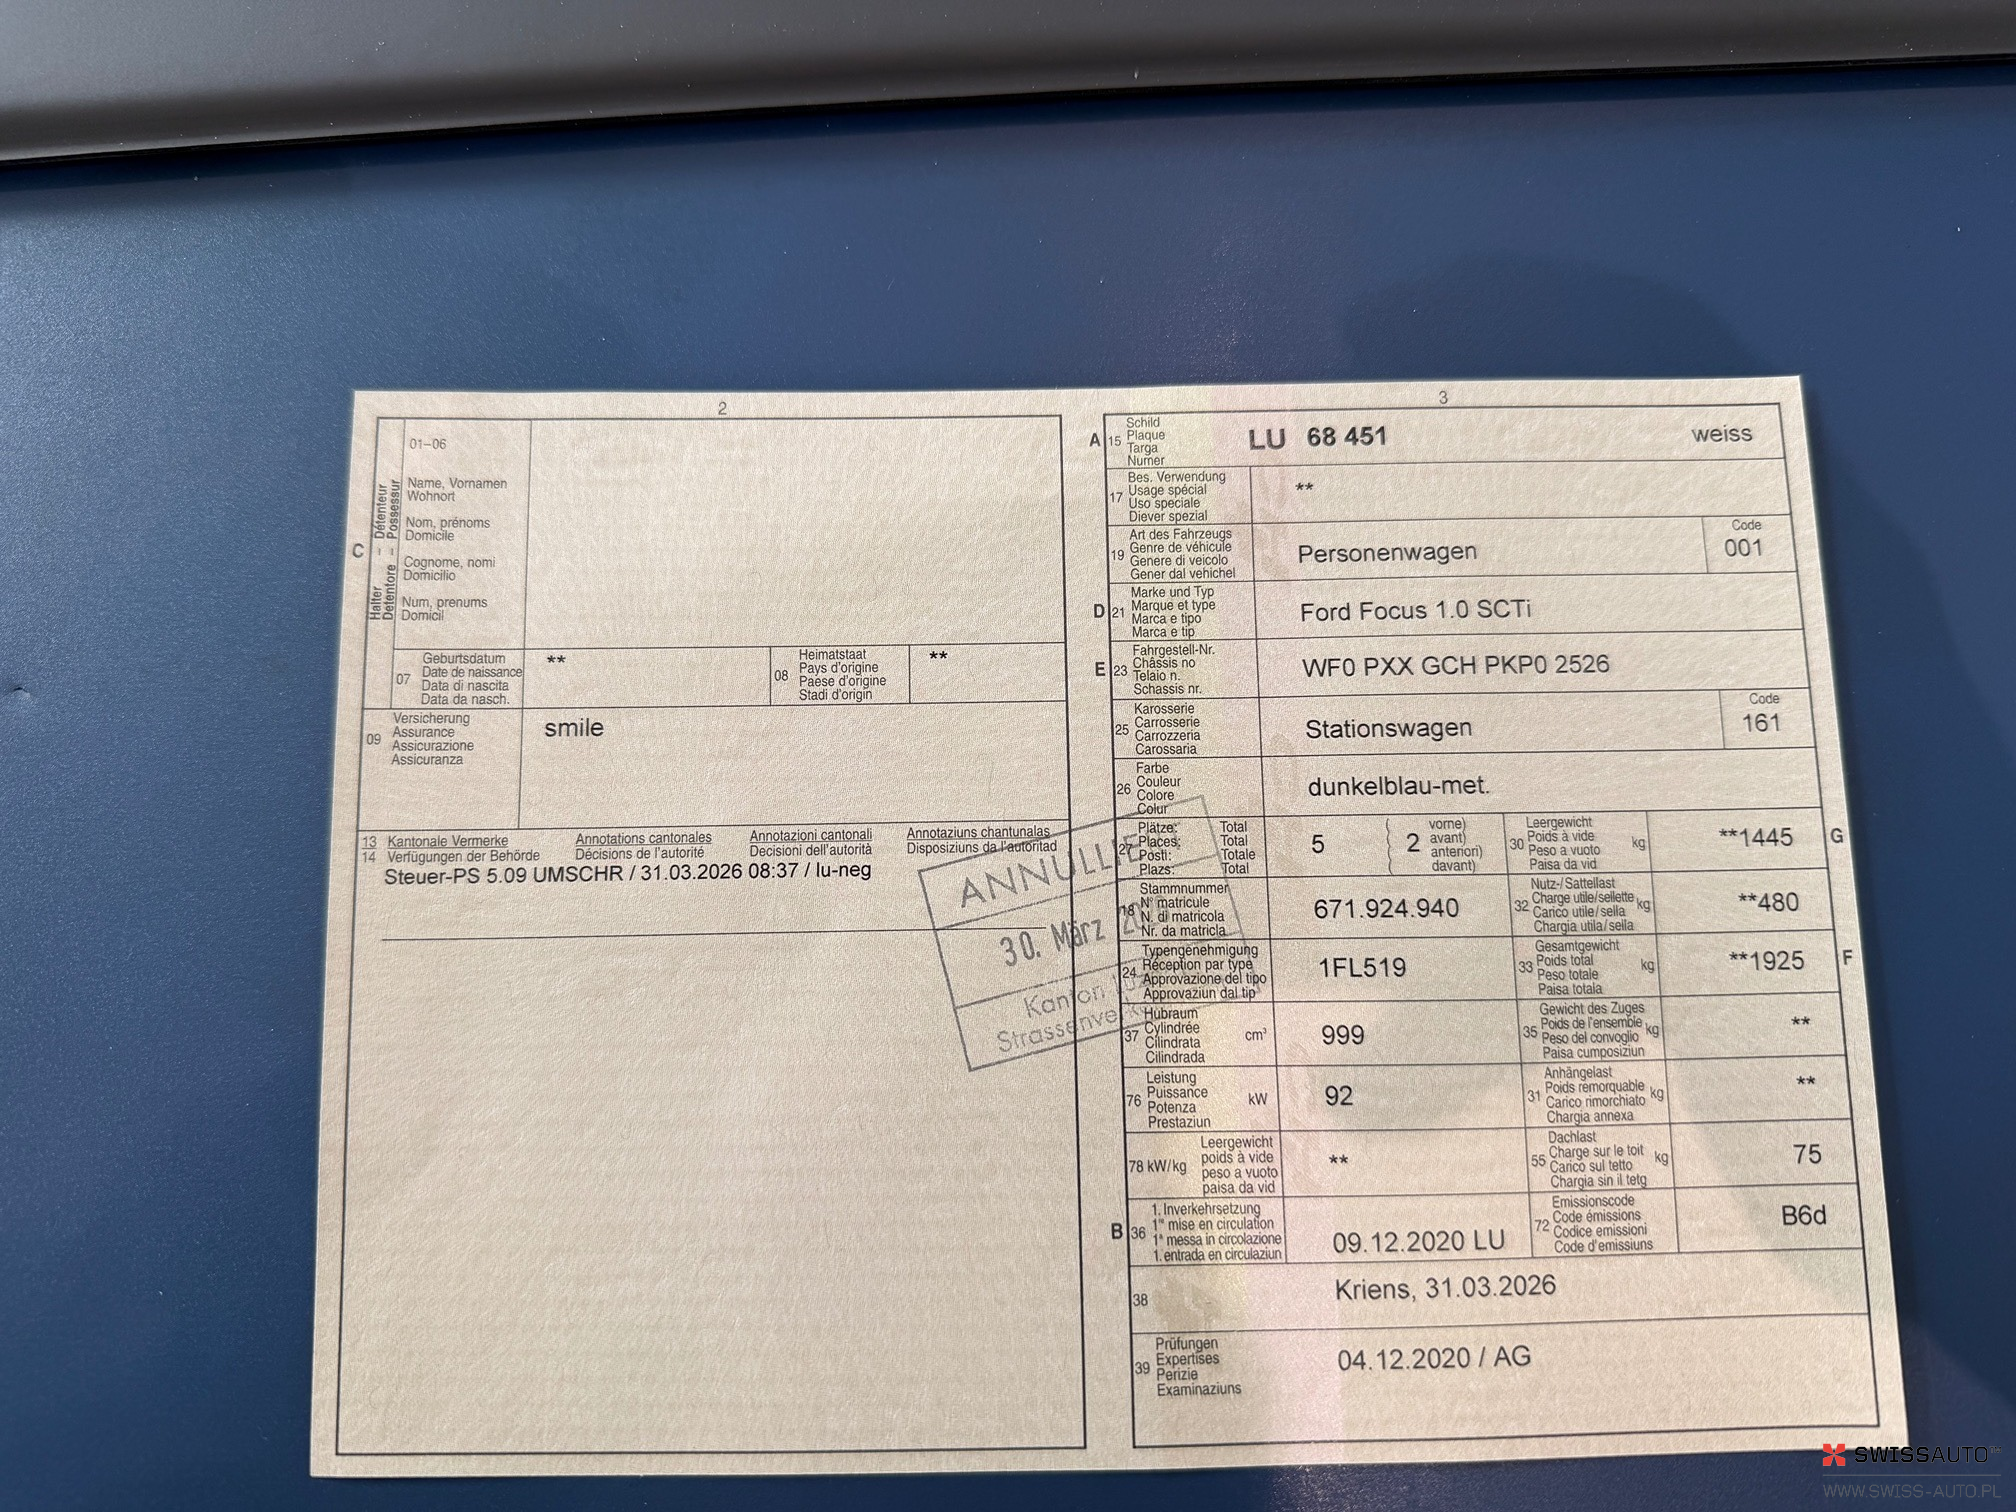 2
01–06
Halter – Détenteur
Detentore – Possessur
C
Name, Vornamen
Wohnort
Nom, prénoms
Domicile
Cognome, nomi
Domicilio
Num, prenums
Domicil
07
Geburtsdatum
Date de naissance
Data di nascita
Data da nasch.
**
08
Heimatstaat
Pays d'origine
Paese d'origine
Stadi d'origin
**
09
Versicherung
Assurance
Assicurazione
Assicuranza
smile
13 Kantonale Vermerke Annotations cantonales Annotazioni cantonali Annotaziuns chantunalas
14 Verfügungen der Behörde Décisions de l'autorité Decisioni dell'autorità Disposiziuns da l'autoritad
Steuer-PS 5.09 UMSCHR / 31.03.2026 08:37 / lu-neg
30. März
Kanton
3
A 15
Schild
Plaque
Targa
Numer
LU 68 451 weiss
17
Bes. Verwendung
Usage spécial
Uso speciale
Diever spezial
**
19
Art des Fahrzeugs
Genre de véhicule
Genere di veicolo
Gener dal vehichel
Personenwagen
Code
001
D 21
Marke und Typ
Marque et type
Marca e tipo
Marca e tip
Ford Focus 1.0 SCTi
E 23
Fahrgestell-Nr.
Châssis no
Telaio n.
Schassis nr.
WF0 PXX GCH PKP0 2526
25
Karosserie
Carrosserie
Carrozzeria
Carossaria
Stationswagen
Code
161
26
Farbe
Couleur
Colore
Colur
dunkelblau-met.
27
Plätze: Total
Places: Total
Posti: Totale
Plazs: Total
5
( 2 vorne)
( avant)
( anteriori)
( davant)
30
Leergewicht
Poids à vide
Peso a vuoto
Paisa da vid
kg
**1445
G
18
Stammnummer
N° matricule
N. di matricola
Nr. da matricla
671.924.940
32
Nutz-/Sattellast
Charge utile/sellette
Carico utile/sella
Chargia utila/sella
kg
**480
24
Typengenehmigung
Réception par type
Approvazione del tipo
Approvaziun dal tip
1FL519
33
Gesamtgewicht
Poids total
Peso totale
Paisa totala
kg
**1925
F
37
Hubraum
Cylindrée
Cilindrata
Cilindrada
cm³
999
35
Gewicht des Zuges
Poids de l'ensemble
Peso del convoglio
Paisa cumposiziun
kg
**
76
Leistung
Puissance
Potenza
Prestaziun
kW
92
31
Anhängelast
Poids remorquable
Carico rimorchiato
Chargia annexa
kg
**
78 kW/kg
Leergewicht
poids à vide
peso a vuoto
paisa da vid
**
55
Dachlast
Charge sur le toit
Carico sul tetto
Chargia sin il tetg
kg
75
B 36
1. Inverkehrsetzung
1re mise en circulation
1a messa in circolazione
1. entrada en circulaziun
09.12.2020 LU
72
Emissionscode
Code émissions
Codice emissioni
Code d'emissiuns
B6d
38
Kriens, 31.03.2026
39
Prüfungen
Expertises
Perizie
Examinaziuns
04.12.2020 / AG
SWISSAUTO
WWW.SWISS-AUTO.PL